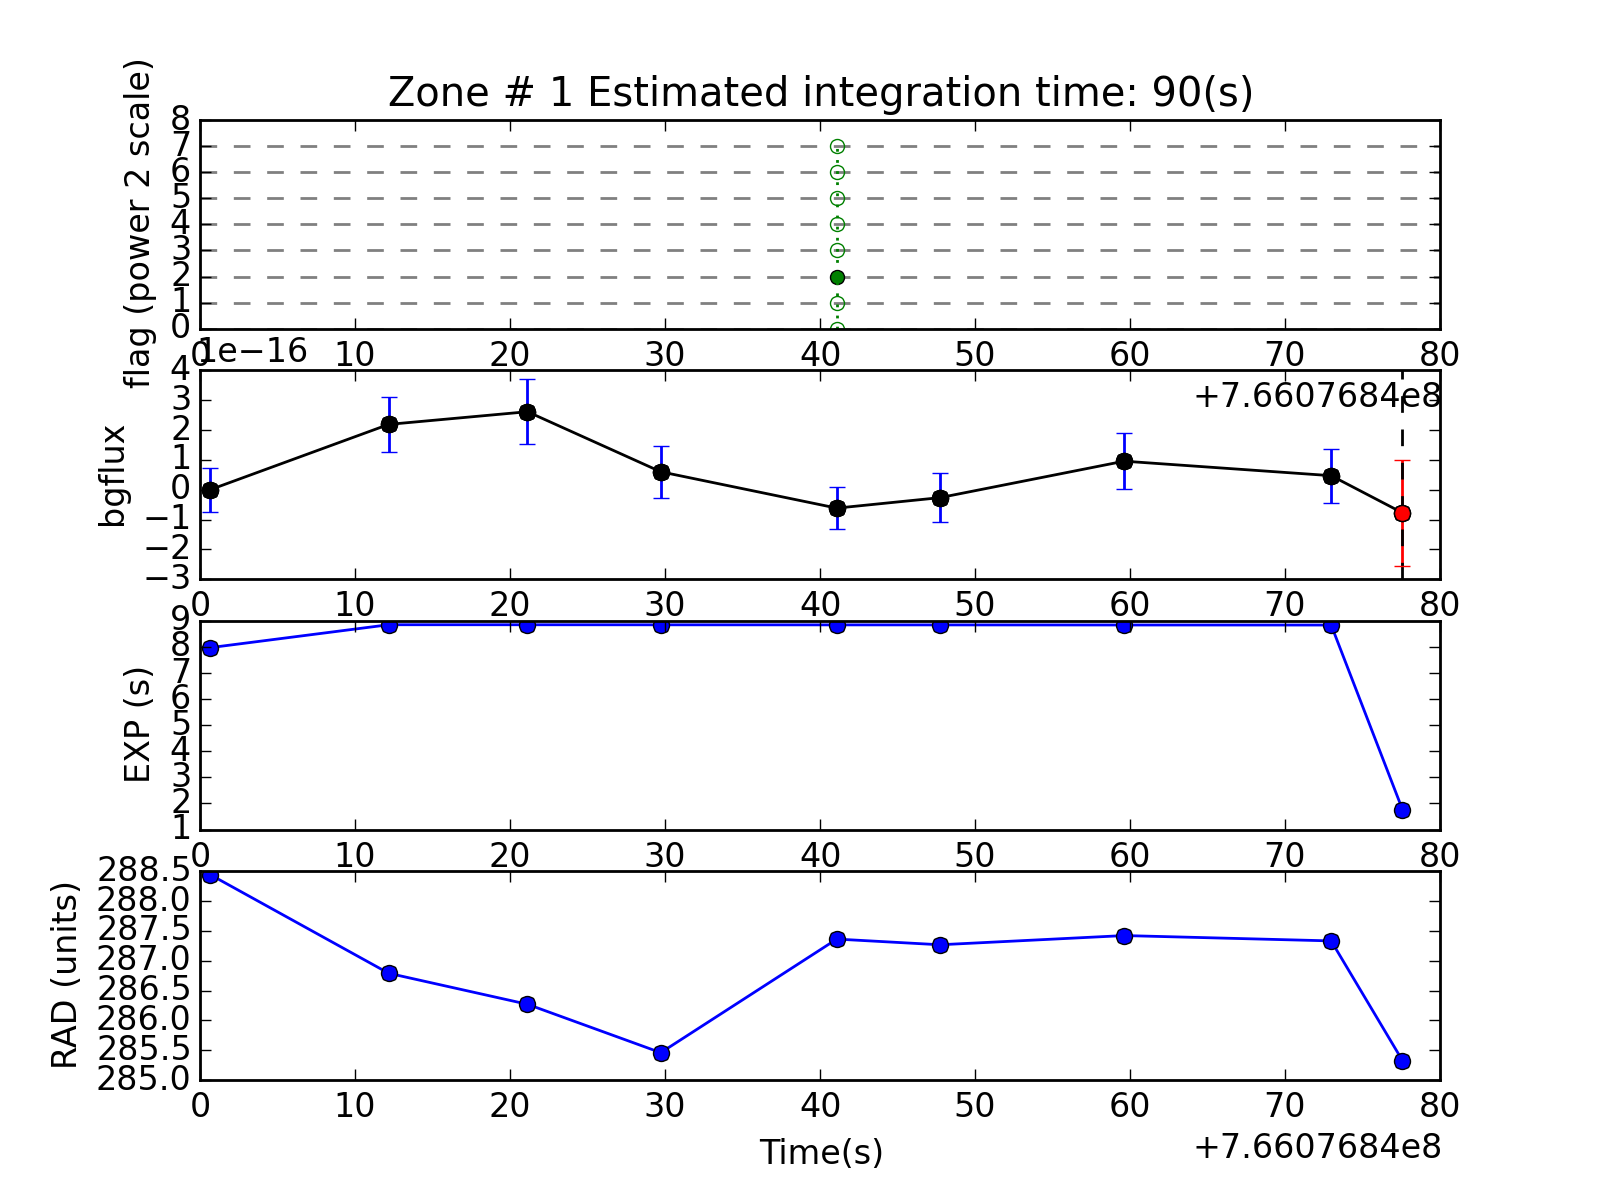 Zone # 1 Estimated integration time: 90(s)
flag (power 2 scale)
8
7
6
5
4
3
2
1
0
0 10 20 30 40 50 60 70 80
1e−16
+7.6607684e8
bgflux
4
3
2
1
0
−1
−2
−3
0 10 20 30 40 50 60 70 80
EXP (s)
9
8
7
6
5
4
3
2
1
0 10 20 30 40 50 60 70 80
RAD (units)
288.5
288.0
287.5
287.0
286.5
286.0
285.5
285.0
0 10 20 30 40 50 60 70 80
Time(s)
+7.6607684e8